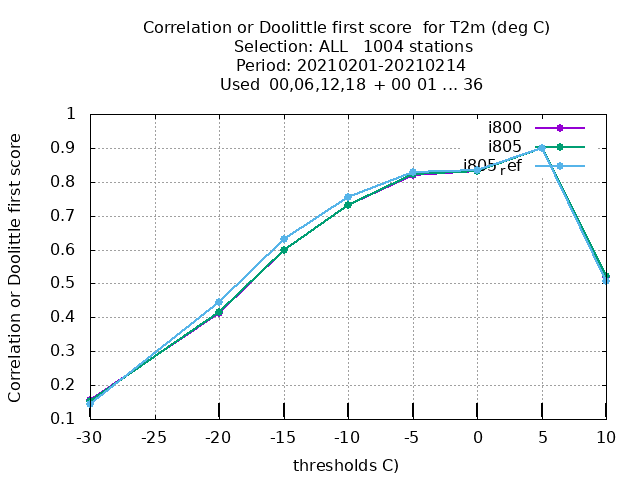 Correlation or Doolittle first score  for T2m (deg C)
Selection: ALL   1004 stations
Period: 20210201-20210214
Used  00,06,12,18  + 00 01 ... 36
Correlation or Doolittle first score
1
0.9
0.8
0.7
0.6
0.5
0.4
0.3
0.2
0.1
i800
i805
i805_ref
-30 -25 -20 -15 -10 -5 0 5 10
thresholds C)